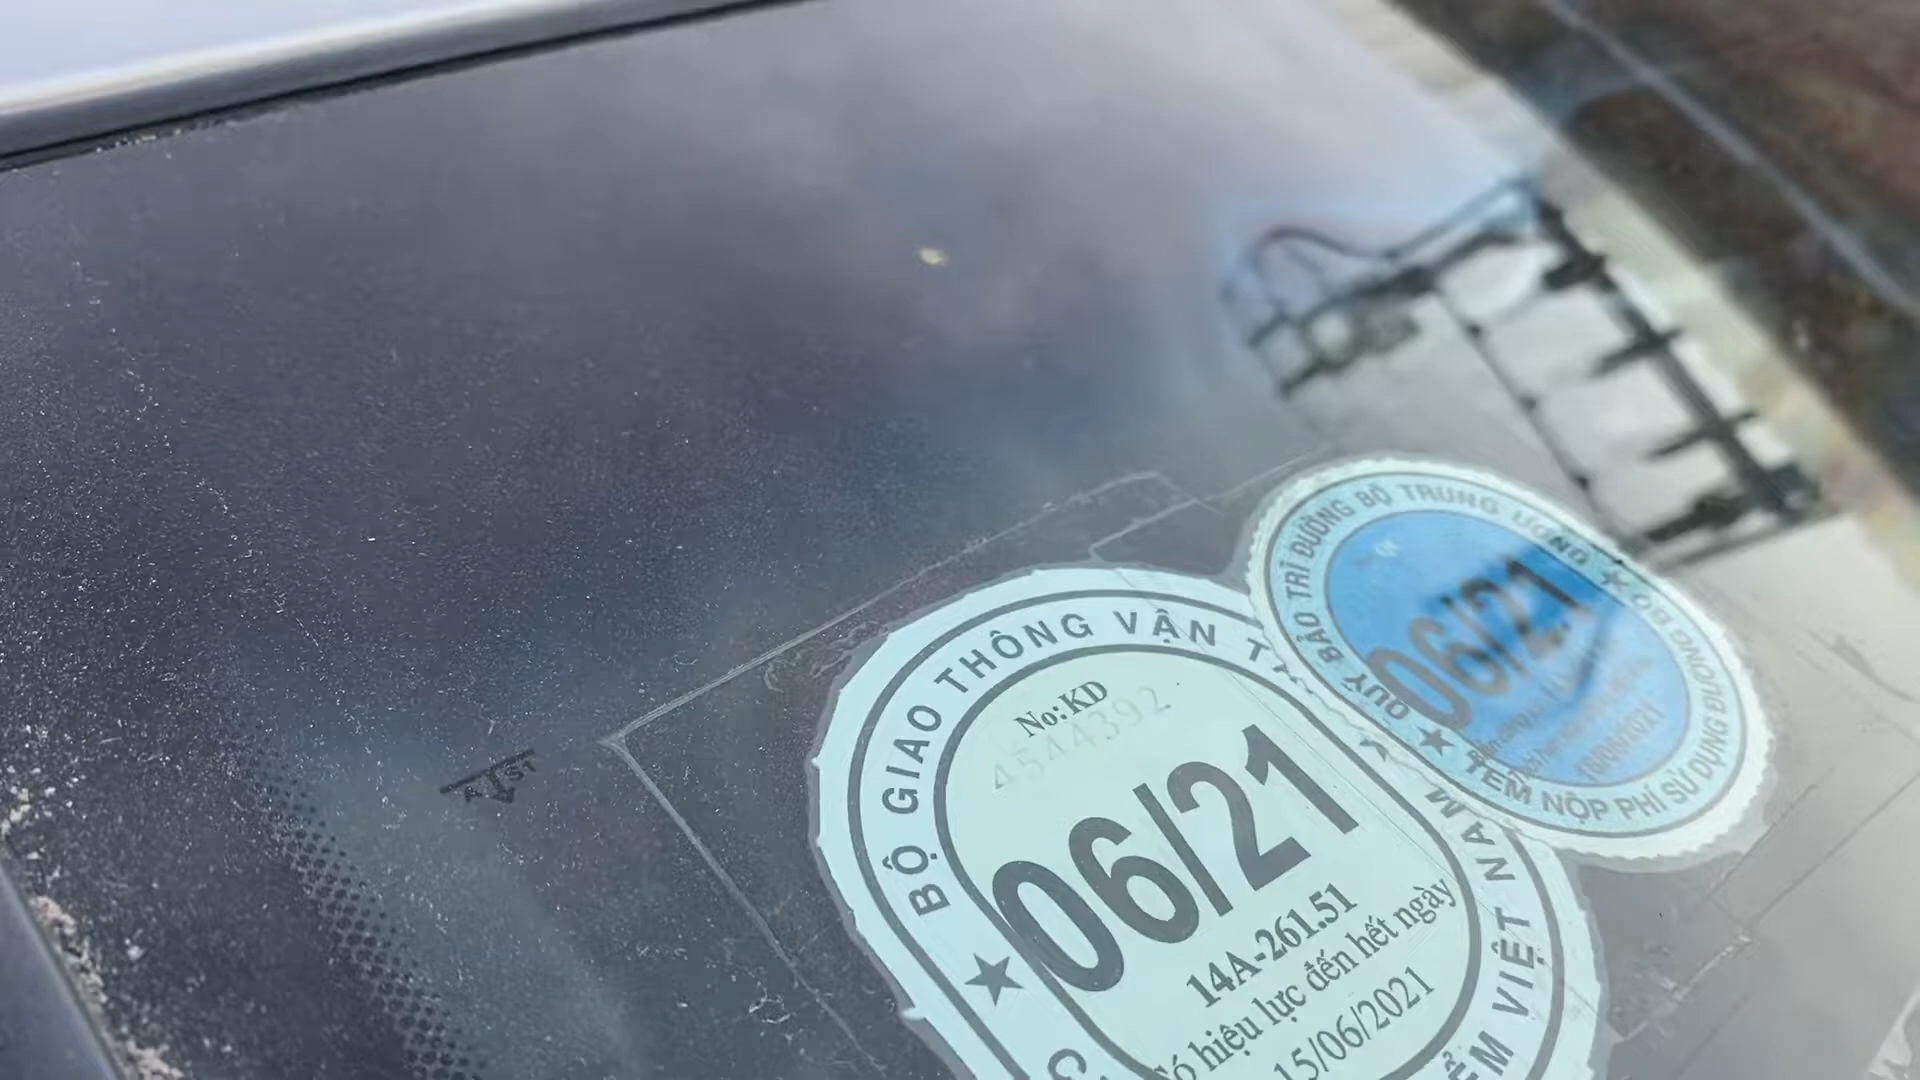 BỘ GIAO THÔNG VẬN
No: KD
4544392
06/21
14A-261.51
hiệu lực đến hết ngày
15/06/2021
VIỆT NAM
QUỸ BẢO TRÌ ĐƯỜNG BỘ TRUNG ƯƠNG
06/21
TEM NỘP PHÍ SỬ DỤNG ĐƯỜNG BỘ